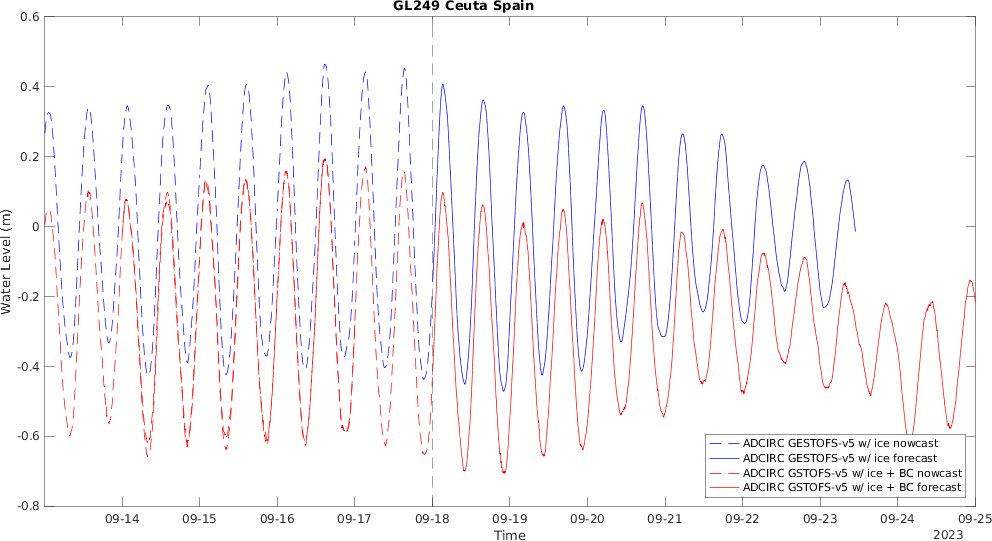 GL249 Ceuta Spain
0.6
0.4
0.2
0
-0.2
-0.4
-0.6
-0.8
Water Level (m)
ADCIRC GESTOFS-v5 w/ ice nowcast
ADCIRC GESTOFS-v5 w/ ice forecast
ADCIRC GSTOFS-v5 w/ ice + BC nowcast
ADCIRC GSTOFS-v5 w/ ice + BC forecast
09-14 09-15 09-16 09-17 09-18 09-19 09-20 09-21 09-22 09-23 09-24 09-25
Time
2023